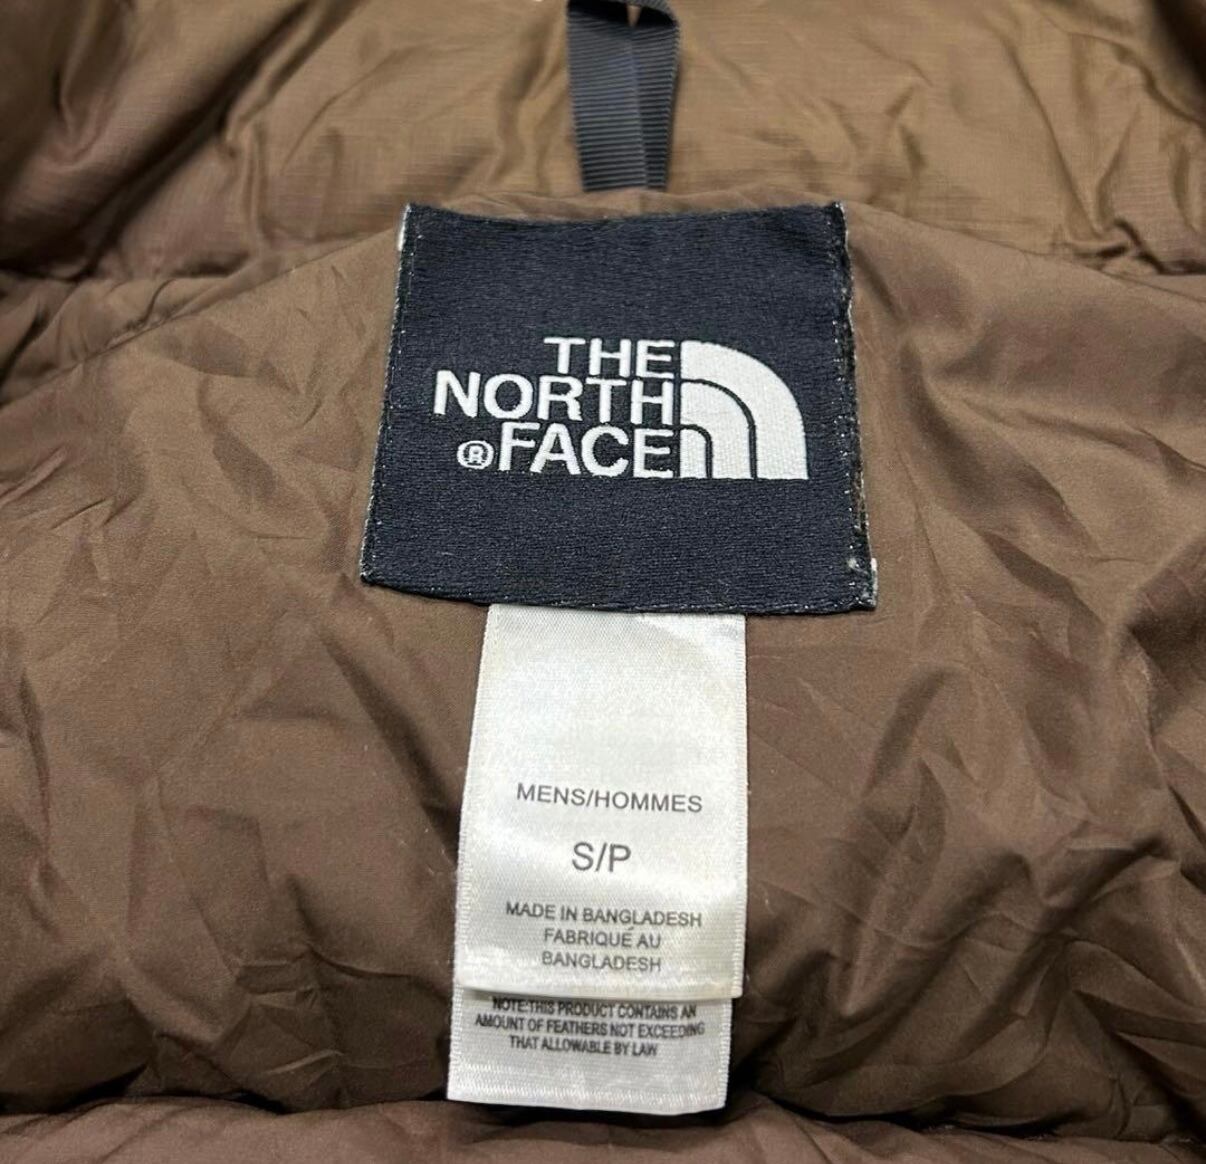 THE
NORTH
®FACE
MENS/HOMMES
S/P
MADE IN BANGLADESH
FABRIQUÉ AU
BANGLADESH
NOTE:THIS PRODUCT CONTAINS AN
AMOUNT OF FEATHERS NOT EXCEEDING
THAT ALLOWABLE BY LAW